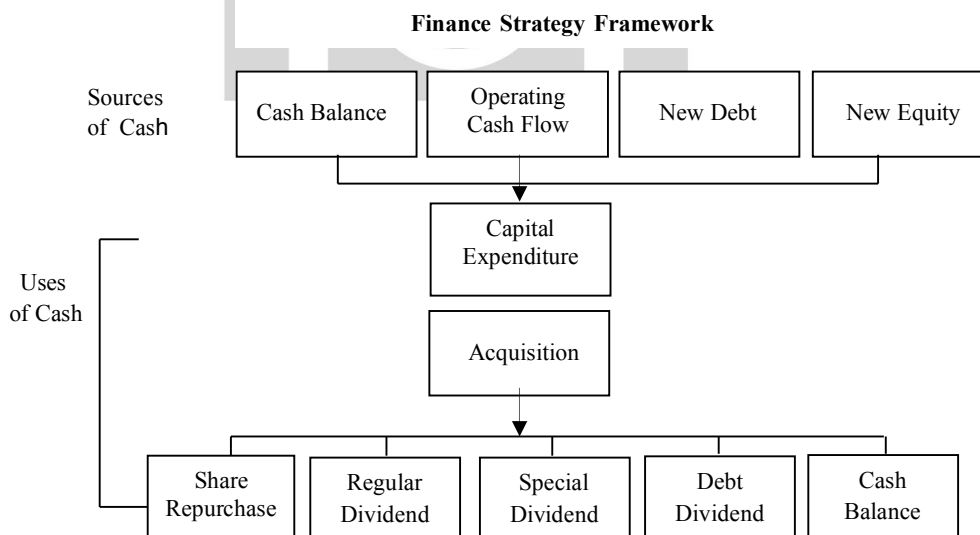 Finance Strategy Framework
Sources
of Cash
Cash Balance
Operating
Cash Flow
New Debt
New Equity
Capital
Expenditure
Uses
of Cash
Acquisition
Share
Repurchase
Regular
Dividend
Special
Dividend
Debt
Dividend
Cash
Balance